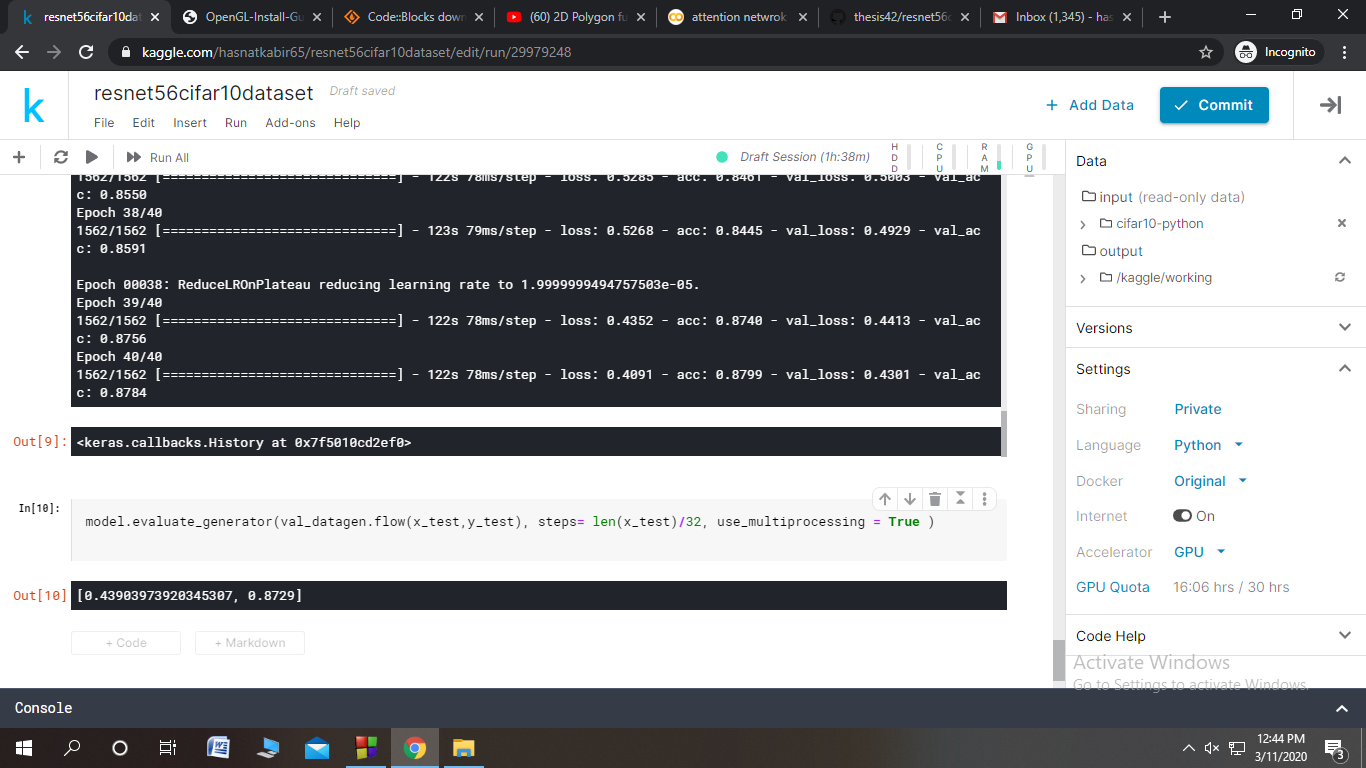 resnet56cifar10dat
OpenGL-Install-Gu
Code::Blocks down
(60) 2D Polygon fu
attention netwrok
thesis42/resnet56c
Inbox (1,345) - has
kaggle.com/hasnatkabir65/resnet56cifar10dataset/edit/run/29979248
Incognito
resnet56cifar10dataset Draft saved
File Edit Insert Run Add-ons Help
+ Add Data
Commit
Run All
Draft Session (1h:38m)
HDD
CPU
RAM
GPU
1562/1562 [==============================] - 122s 78ms/step - loss: 0.5285 - acc: 0.8461 - val_loss: 0.5003 - val_ac
c: 0.8550
Epoch 38/40
1562/1562 [==============================] - 123s 79ms/step - loss: 0.5268 - acc: 0.8445 - val_loss: 0.4929 - val_ac
c: 0.8591
Epoch 00038: ReduceLROnPlateau reducing learning rate to 1.9999999494757503e-05.
Epoch 39/40
1562/1562 [==============================] - 122s 78ms/step - loss: 0.4352 - acc: 0.8740 - val_loss: 0.4413 - val_ac
c: 0.8756
Epoch 40/40
1562/1562 [==============================] - 122s 78ms/step - loss: 0.4091 - acc: 0.8799 - val_loss: 0.4301 - val_ac
c: 0.8784
Out[9]: <keras.callbacks.History at 0x7f5010cd2ef0>
In[10]:
model.evaluate_generator(val_datagen.flow(x_test,y_test), steps= len(x_test)/32, use_multiprocessing = True )
Out[10] [0.43903973920345307, 0.8729]
+ Code + Markdown
Data
input (read-only data)
cifar10-python
output
/kaggle/working
Versions
Settings
Sharing Private
Language Python
Docker Original
Internet On
Accelerator GPU
GPU Quota 16:06 hrs / 30 hrs
Code Help
Activate Windows
Go to Settings to activate Windows.
Console
12:44 PM
3/11/2020
3